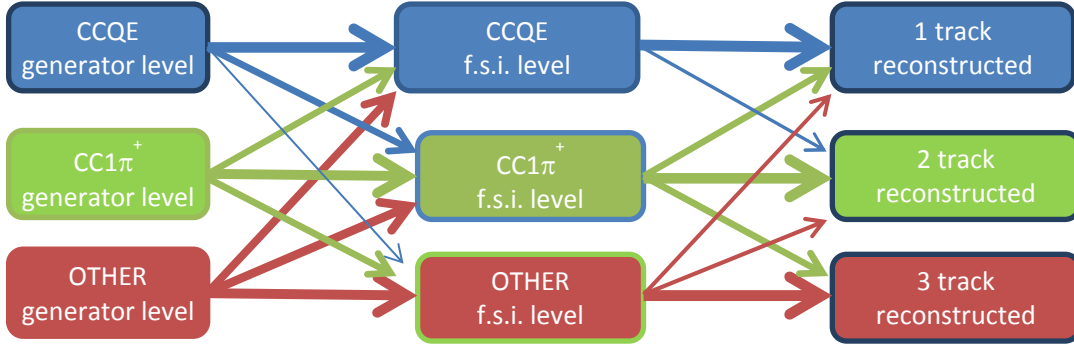 CCQE
generator level
CCQE
f.s.i. level
1 track
reconstructed
CC1π⁺
generator level
CC1π⁺
f.s.i. level
2 track
reconstructed
OTHER
generator level
OTHER
f.s.i. level
3 track
reconstructed